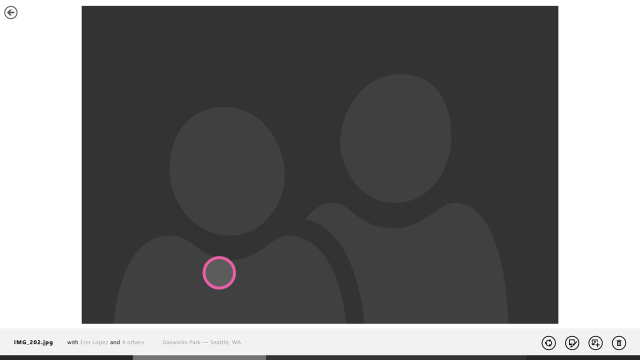 IMG_202.jpg with Erin Lopez and 4 others Gasworks Park — Seattle, WA